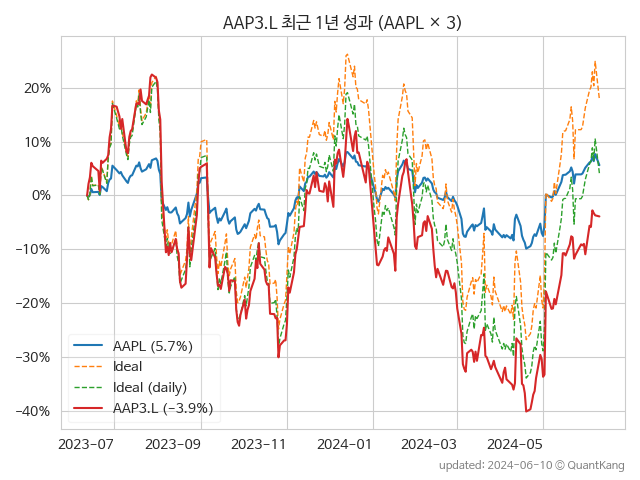 AAP3.L 최근 1년 성과 (AAPL × 3)
20%
10%
0%
−10%
−20%
−30%
−40%
AAPL (5.7%)
Ideal
Ideal (daily)
AAP3.L (−3.9%)
2023-07 2023-09 2023-11 2024-01 2024-03 2024-05
updated: 2024-06-10 © QuantKang